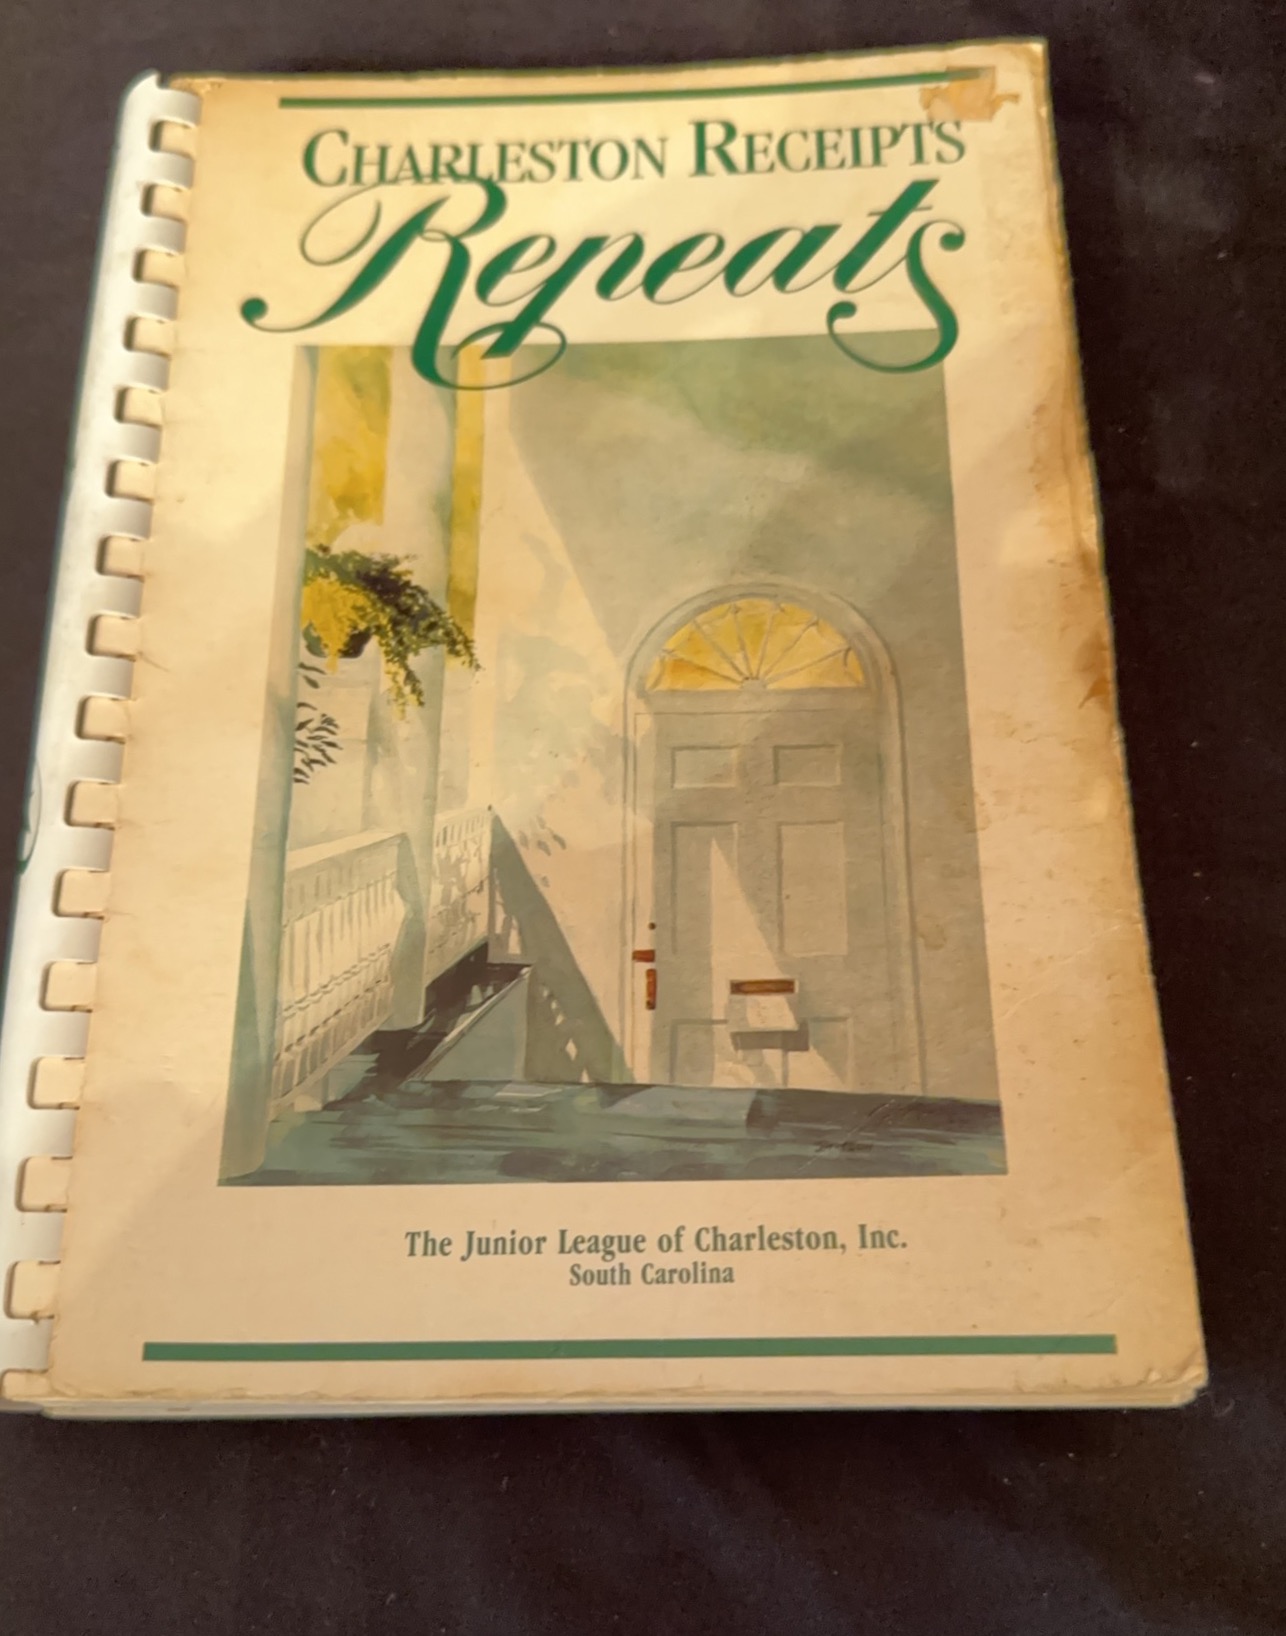 CHARLESTON RECEIPTS
Repeats
The Junior League of Charleston, Inc.
South Carolina